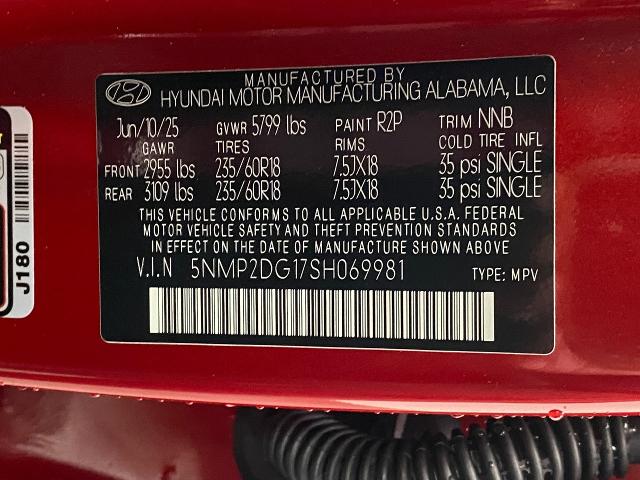 MANUFACTURED BY
HYUNDAI MOTOR MANUFACTURING ALABAMA, LLC
Jun/10/25 GVWR 5799 lbs PAINT R2P TRIM NNB
GAWR TIRES RIMS COLD TIRE INFL
FRONT 2955 lbs 235/60R18 7.5JX18 35 psi SINGLE
REAR 3109 lbs 235/60R18 7.5JX18 35 psi SINGLE
THIS VEHICLE CONFORMS TO ALL APPLICABLE U.S.A. FEDERAL
MOTOR VEHICLE SAFETY AND THEFT PREVENTION STANDARDS
IN EFFECT ON THE DATE OF MANUFACTURE SHOWN ABOVE
V.I.N 5NMP2DG17SH069981 TYPE: MPV
J180